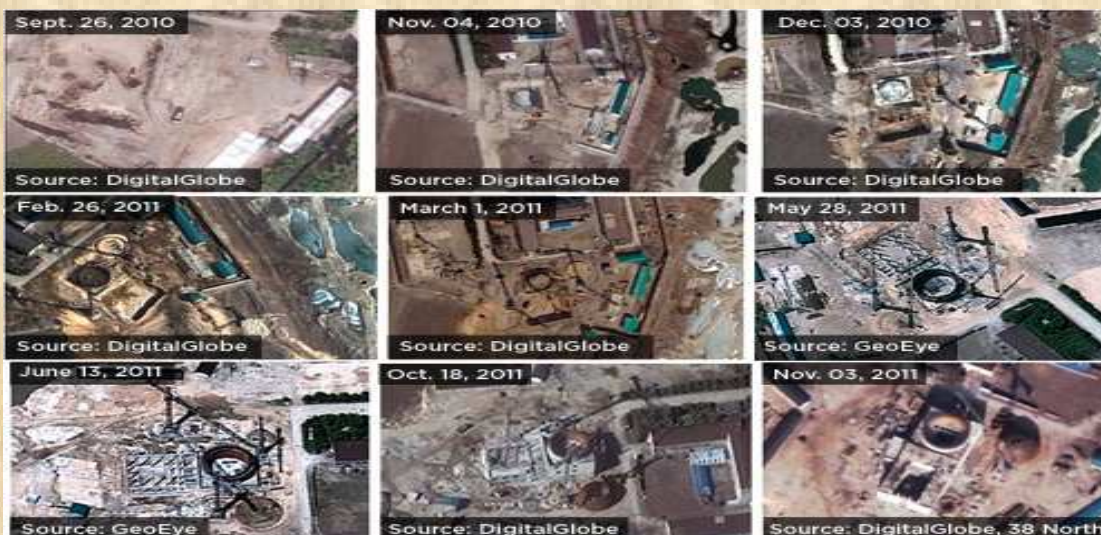 Sept. 26, 2010
Nov. 04, 2010
Dec. 03, 2010
Source: DigitalGlobe
Source: DigitalGlobe
Source: DigitalGlobe
Feb. 26, 2011
March 1, 2011
May 28, 2011
Source: DigitalGlobe
Source: DigitalGlobe
Source: GeoEye
June 13, 2011
Oct. 18, 2011
Nov. 03, 2011
Source: GeoEye
Source: DigitalGlobe
Source: DigitalGlobe, 38 North